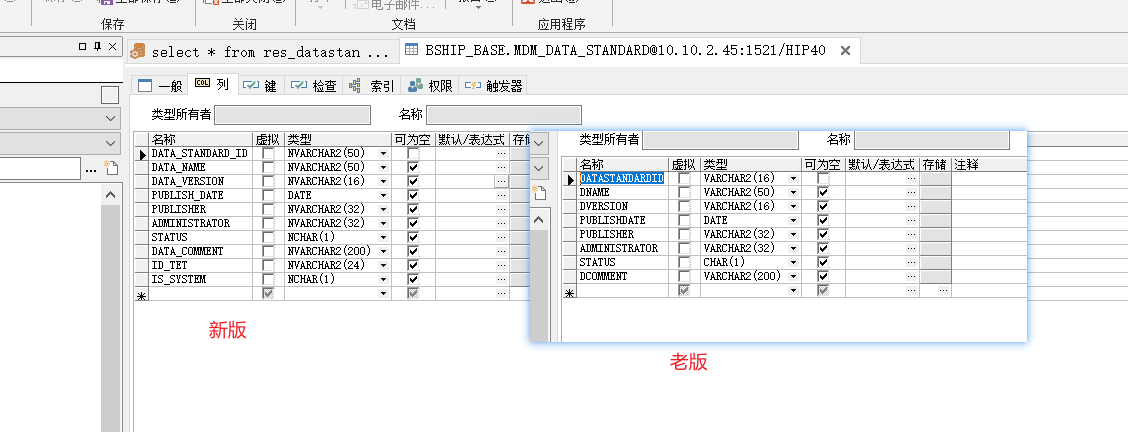 电子邮件...
保存 关闭 文档 应用程序
select * from res_datastan ... BSHIP_BASE.MDM_DATA_STANDARD@10.10.2.45:1521/HIP40
一般 列 键 检查 索引 权限 触发器
类型所有者 名称
名称 虚拟 类型 可为空 默认/表达式 存储
DATA_STANDARD_ID NVARCHAR2(50)
DATA_NAME NVARCHAR2(50)
DATA_VERSION NVARCHAR2(16)
PUBLISH_DATE DATE
PUBLISHER NVARCHAR2(32)
ADMINISTRATOR NVARCHAR2(32)
STATUS NCHAR(1)
DATA_COMMENT NVARCHAR2(200)
ID_TET NVARCHAR2(24)
IS_SYSTEM NCHAR(1)
新版
类型所有者 名称
名称 虚拟 类型 可为空 默认/表达式 存储 注释
DATASTANDARDID VARCHAR2(16)
DNAME VARCHAR2(50)
DVERSION VARCHAR2(16)
PUBLISHDATE DATE
PUBLISHER VARCHAR2(32)
ADMINISTRATOR VARCHAR2(32)
STATUS CHAR(1)
DCOMMENT VARCHAR2(200)
老版